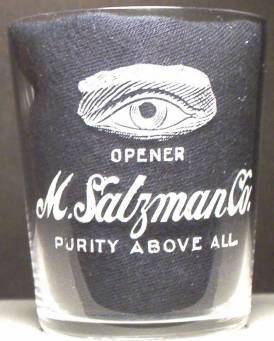 OPENER
M. Salzman Co.
PURITY ABOVE ALL